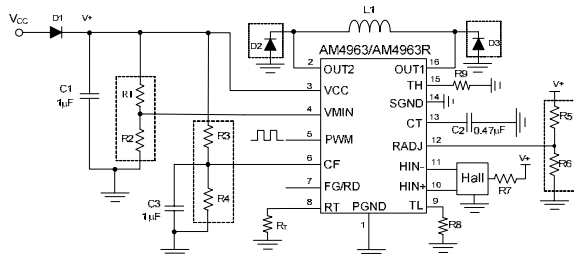 L1
VCC D1 V+
D2 D3
AM4963/AM4963R
2 OUT2 OUT1 16
3 VCC TH 15 R9
SGND 14
C1 1μF
R1
4 VMIN CT 13 C2 0.47μF
V+
R5
R2
R3
5 PWM RADJ 12
6 CF HIN- 11
R6
V+
Hall
R7
C3 1μF
R4
7 FG/RD HIN+ 10
8 RT PGND TL 9
RT
1
R8